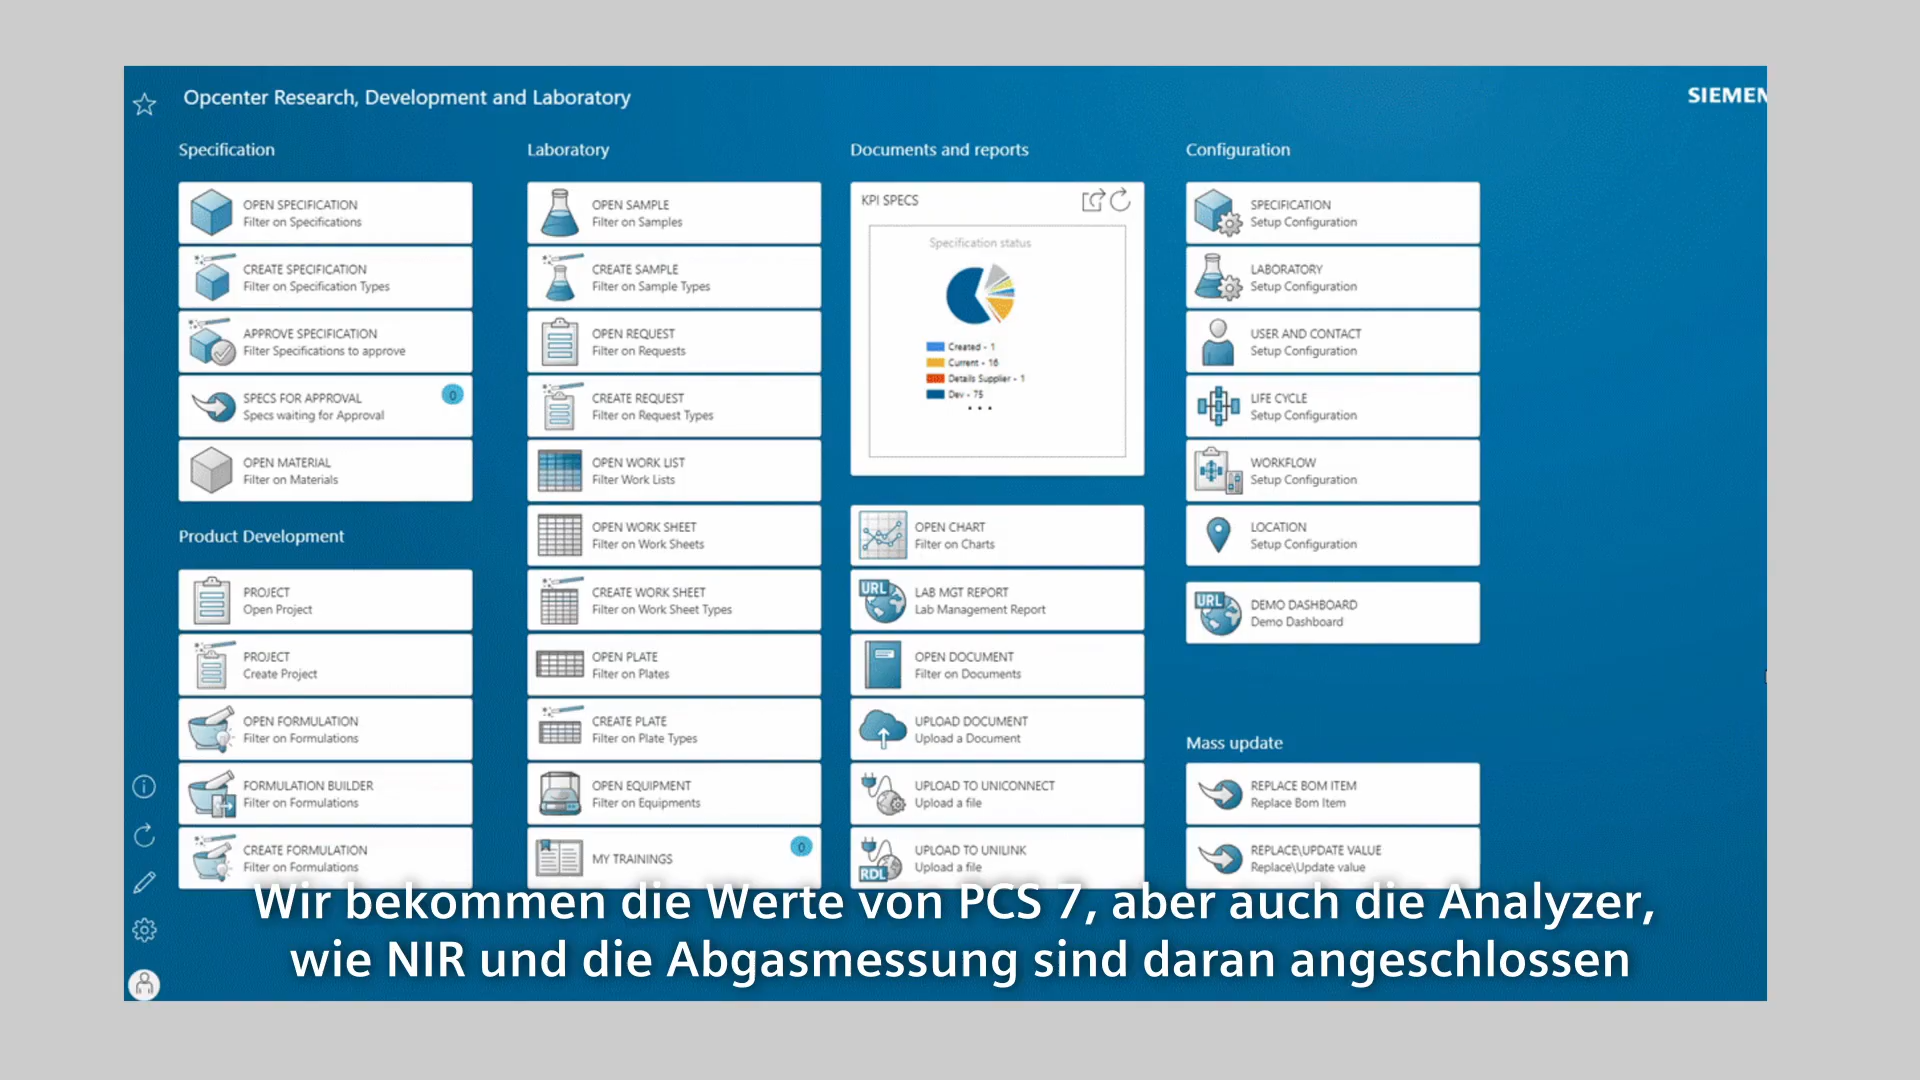 Opcenter Research, Development and Laboratory
SIEMEN
Specification
OPEN SPECIFICATION
Filter on Specifications
CREATE SPECIFICATION
Filter on Specification Types
APPROVE SPECIFICATION
Filter Specifications to approve
SPECS FOR APPROVAL
Specs waiting for Approval
0
OPEN MATERIAL
Filter on Materials
Product Development
PROJECT
Open Project
PROJECT
Create Project
OPEN FORMULATION
Filter on Formulations
FORMULATION BUILDER
Filter on Formulations
CREATE FORMULATION
Filter on Formulations
Laboratory
OPEN SAMPLE
Filter on Samples
CREATE SAMPLE
Filter on Sample Types
OPEN REQUEST
Filter on Requests
CREATE REQUEST
Filter on Request Types
OPEN WORK LIST
Filter Work Lists
OPEN WORK SHEET
Filter on Work Sheets
CREATE WORK SHEET
Filter on Work Sheet Types
OPEN PLATE
Filter on Plates
CREATE PLATE
Filter on Plate Types
OPEN EQUIPMENT
Filter on Equipments
MY TRAININGS
0
Documents and reports
KPI SPECS
Specification status
Created - 1
Current - 16
Details Supplier - 1
Dev - 75
...
OPEN CHART
Filter on Charts
URL
LAB MGT REPORT
Lab Management Report
OPEN DOCUMENT
Filter on Documents
UPLOAD DOCUMENT
Upload a Document
UPLOAD TO UNICONNECT
Upload a file
RDL
UPLOAD TO UNILINK
Upload a file
Configuration
SPECIFICATION
Setup Configuration
LABORATORY
Setup Configuration
USER AND CONTACT
Setup Configuration
LIFE CYCLE
Setup Configuration
WORKFLOW
Setup Configuration
LOCATION
Setup Configuration
URL
DEMO DASHBOARD
Demo Dashboard
Mass update
REPLACE BOM ITEM
Replace Bom Item
REPLACE\UPDATE VALUE
Replace\Update value
Wir bekommen die Werte von PCS 7, aber auch die Analyzer,
wie NIR und die Abgasmessung sind daran angeschlossen